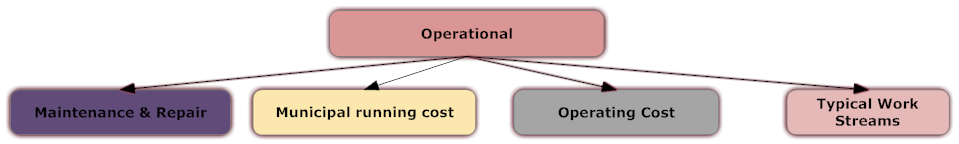 Operational
Maintenance & Repair
Municipal running cost
Operating Cost
Typical Work
Streams